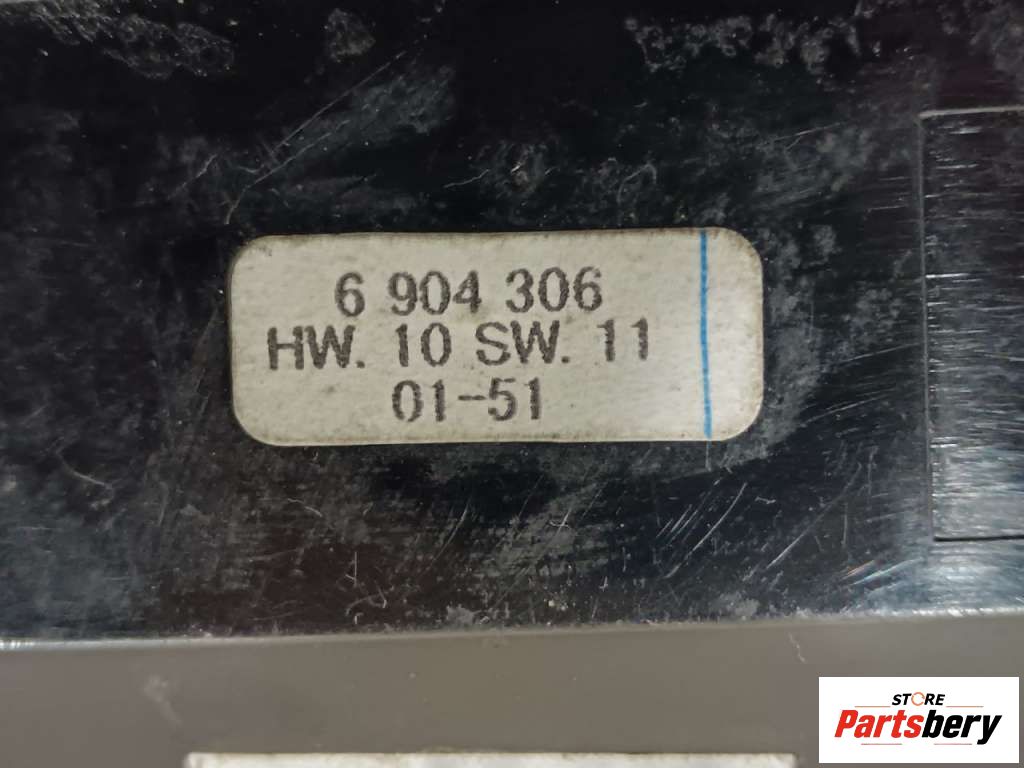 6 904 306
HW. 10 SW. 11
01-51
STORE
Partsbery